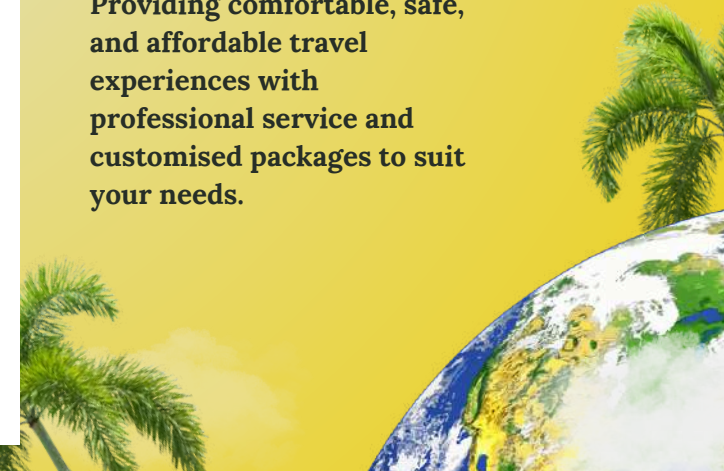 Providing comfortable, safe,
and affordable travel
experiences with
professional service and
customised packages to suit
your needs.